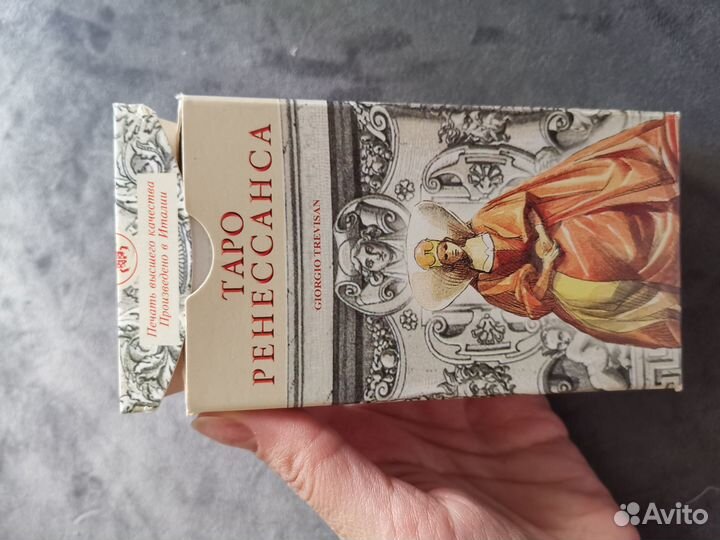 Печать высшего качества
Произведено в Италии
ТАРО
РЕНЕССАНСА
GIORGIO TREVISAN
Avito